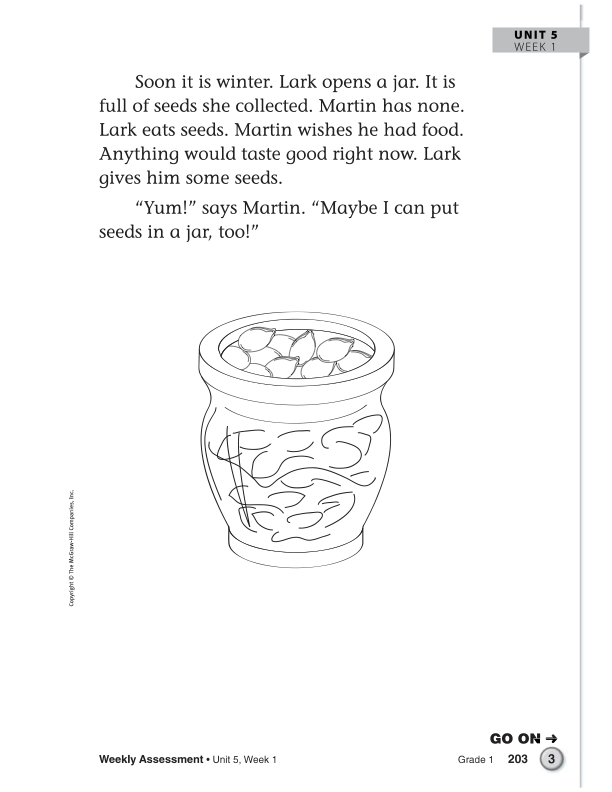 UNIT 5
WEEK 1
Soon it is winter. Lark opens a jar. It is
full of seeds she collected. Martin has none.
Lark eats seeds. Martin wishes he had food.
Anything would taste good right now. Lark
gives him some seeds.
“Yum!” says Martin. “Maybe I can put
seeds in a jar, too!”
Copyright © The McGraw-Hill Companies, Inc.
GO ON ➜
Weekly Assessment • Unit 5, Week 1
Grade 1 203 3